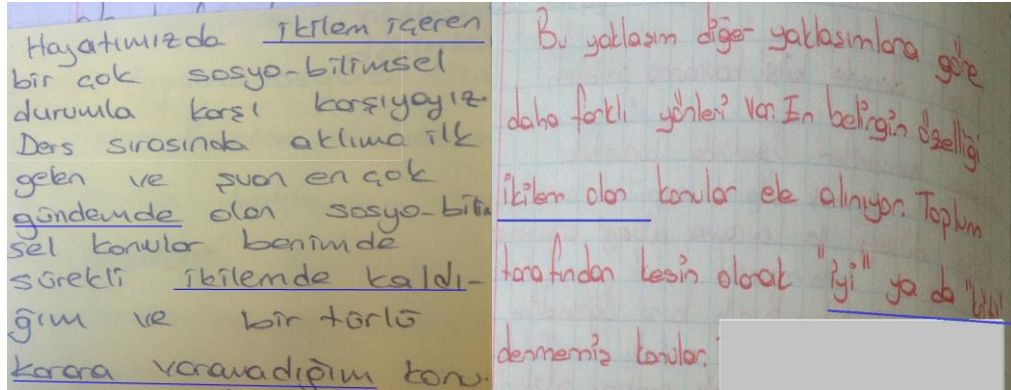 Hayatımızda ikilem içeren
bir çok sosyo-bilimsel
durumla karşı karşıyayız.
Ders sırasında aklıma ilk
gelen ve şuan en çok
gündemde olan sosyo-bilim
sel konular benimde
sürekli ikilemde kaldı-
ğım ve bir türlü
karara varamadığım konu.
Bu yaklaşım diğer yaklaşımlara göre
daha farklı yönleri var. En belirgin özelliği
ikilem olan konular ele alınıyor. Toplum
tarafından kesin olarak "iyi" ya da "kötü"
denmemiş konular.